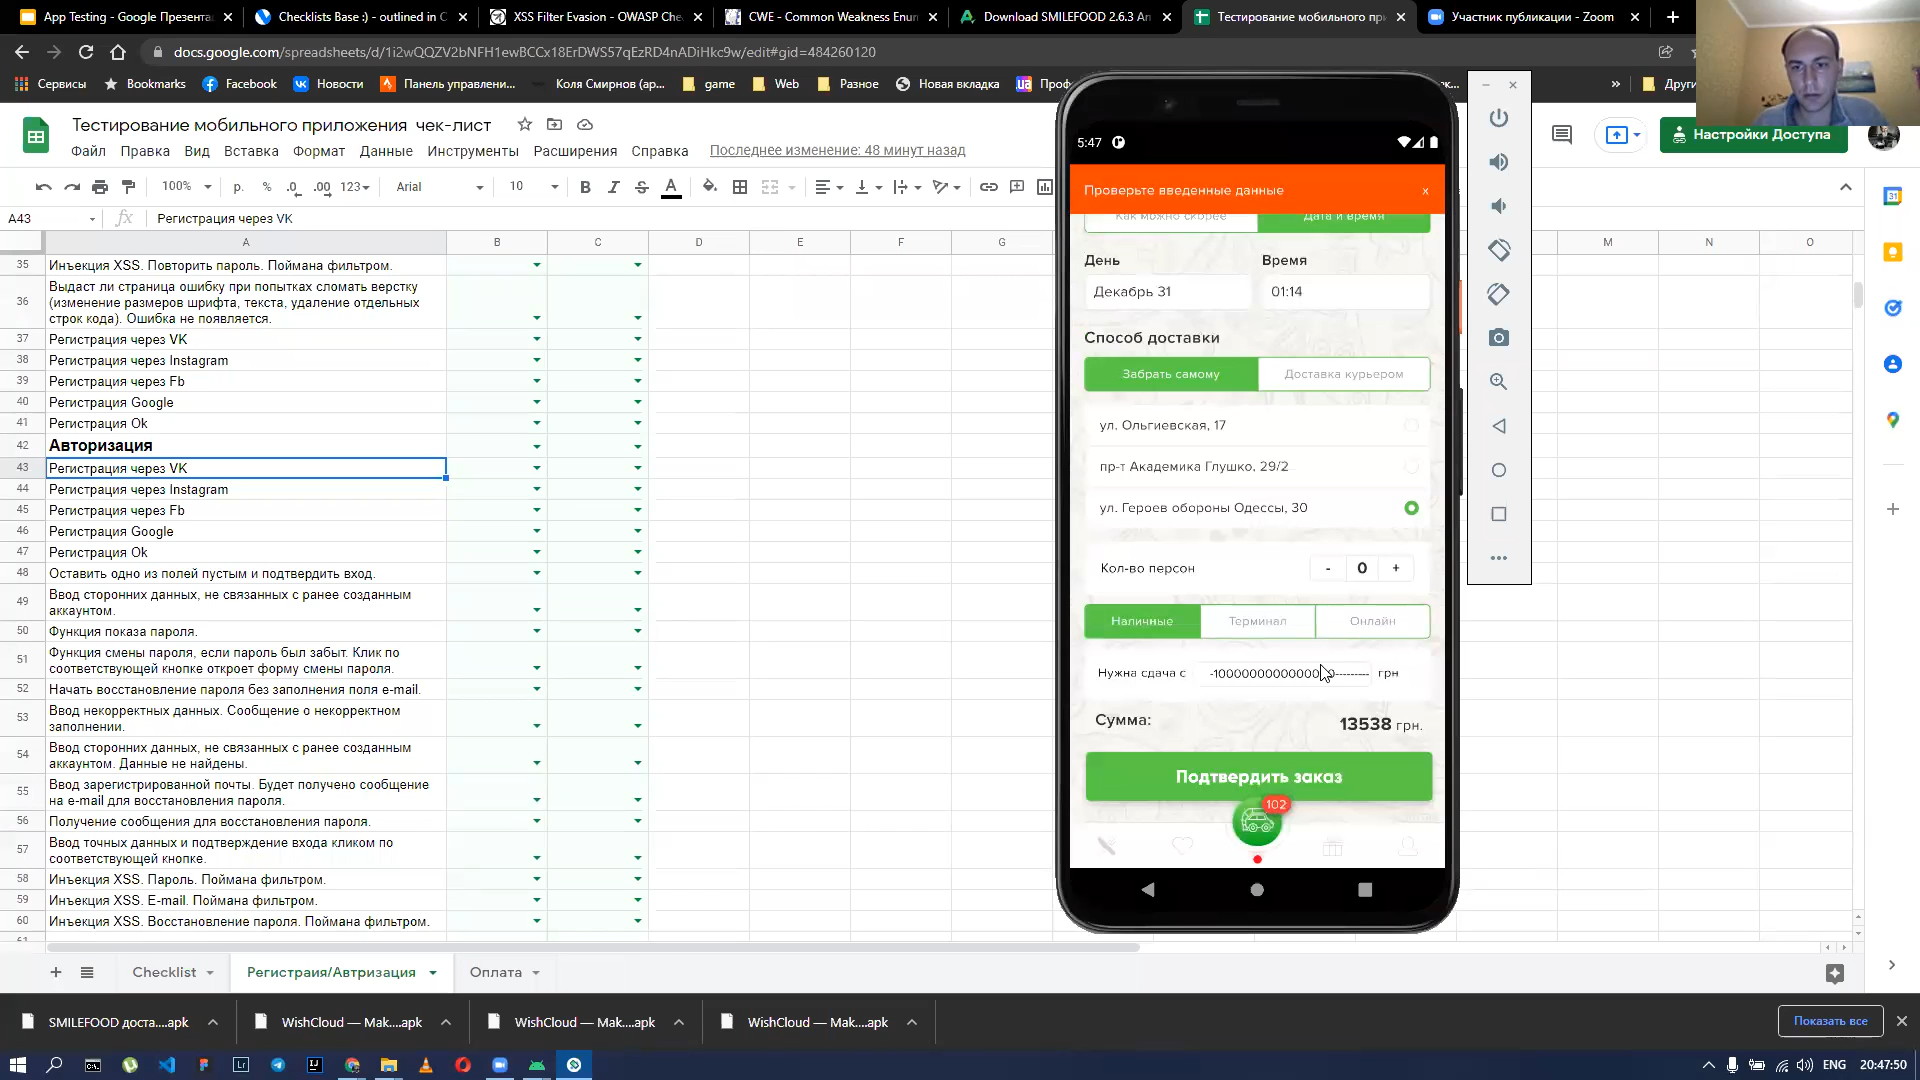 App Testing - Google Презента
Checklists Base :) - outlined in C
XSS Filter Evasion - OWASP Che
CWE - Common Weakness Enum
Download SMILEFOOD 2.6.3 An
Тестирование мобильного пр
Участник публикации - Zoom
docs.google.com/spreadsheets/d/1i2wQQZV2bNFH1ewBCCx18ErDWS57qEzRD4nADiHkc9w/edit#gid=484260120
Сервисы
Bookmarks
Facebook
Новости
Панель управлени...
Коля Смирнов (ар...
game
Web
Разное
Новая вкладка
Проф
к...
»
Други
Тестирование мобильного приложения чек-лист
Настройки Доступа
Файл Правка Вид Вставка Формат Данные Инструменты Расширения Справка
Последнее изменение: 48 минут назад
100% р. % .0 .00 123 Arial 10 B I S A
A43
fx
Регистрация через VK
A B C D E F G M N O
35 Инъекция XSS. Повторить пароль. Поймана фильтром.
36 Выдаст ли страница ошибку при попытках сломать верстку
(изменение размеров шрифта, текста, удаление отдельных
строк кода). Ошибка не появляется.
37 Регистрация через VK
38 Регистрация через Instagram
39 Регистрация через Fb
40 Регистрация Google
41 Регистрация Ok
42 Авторизация
43 Регистрация через VK
44 Регистрация через Instagram
45 Регистрация через Fb
46 Регистрация Google
47 Регистрация Ok
48 Оставить одно из полей пустым и подтвердить вход.
49 Ввод сторонних данных, не связанных с ранее созданным
аккаунтом.
50 Функция показа пароля.
51 Функция смены пароля, если пароль был забыт. Клик по
соответствующей кнопке откроет форму смены пароля.
52 Начать восстановление пароля без заполнения поля e-mail.
53 Ввод некорректных данных. Сообщение о некорректном
заполнении.
54 Ввод сторонних данных, не связанных с ранее созданным
аккаунтом. Данные не найдены.
55 Ввод зарегистрированной почты. Будет получено сообщение
на e-mail для восстановления пароля.
56 Получение сообщения для восстановления пароля.
57 Ввод точных данных и подтверждение входа кликом по
соответствующей кнопке.
58 Инъекция XSS. Пароль. Поймана фильтром.
59 Инъекция XSS. E-mail. Поймана фильтром.
60 Инъекция XSS. Восстановление пароля. Поймана фильтром.
61
5:47
Проверьте введенные данные
x
Как можно скорее
Дата и время
День
Время
Декабрь 31
01:14
Способ доставки
Забрать самому
Доставка курьером
ул. Ольгиевская, 17
пр-т Академика Глушко, 29/2
ул. Героев обороны Одессы, 30
Кол-во персон
- 0 +
Наличные
Терминал
Онлайн
Нужна сдача с
грн
Сумма:
13538 грн.
Подтвердить заказ
102
Checklist
Регистраия/Автризация
Оплата
SMILEFOOD доста....apk
WishCloud — Mak....apk
WishCloud — Mak....apk
WishCloud — Mak....apk
Показать все
Lr
ENG
20:47:50